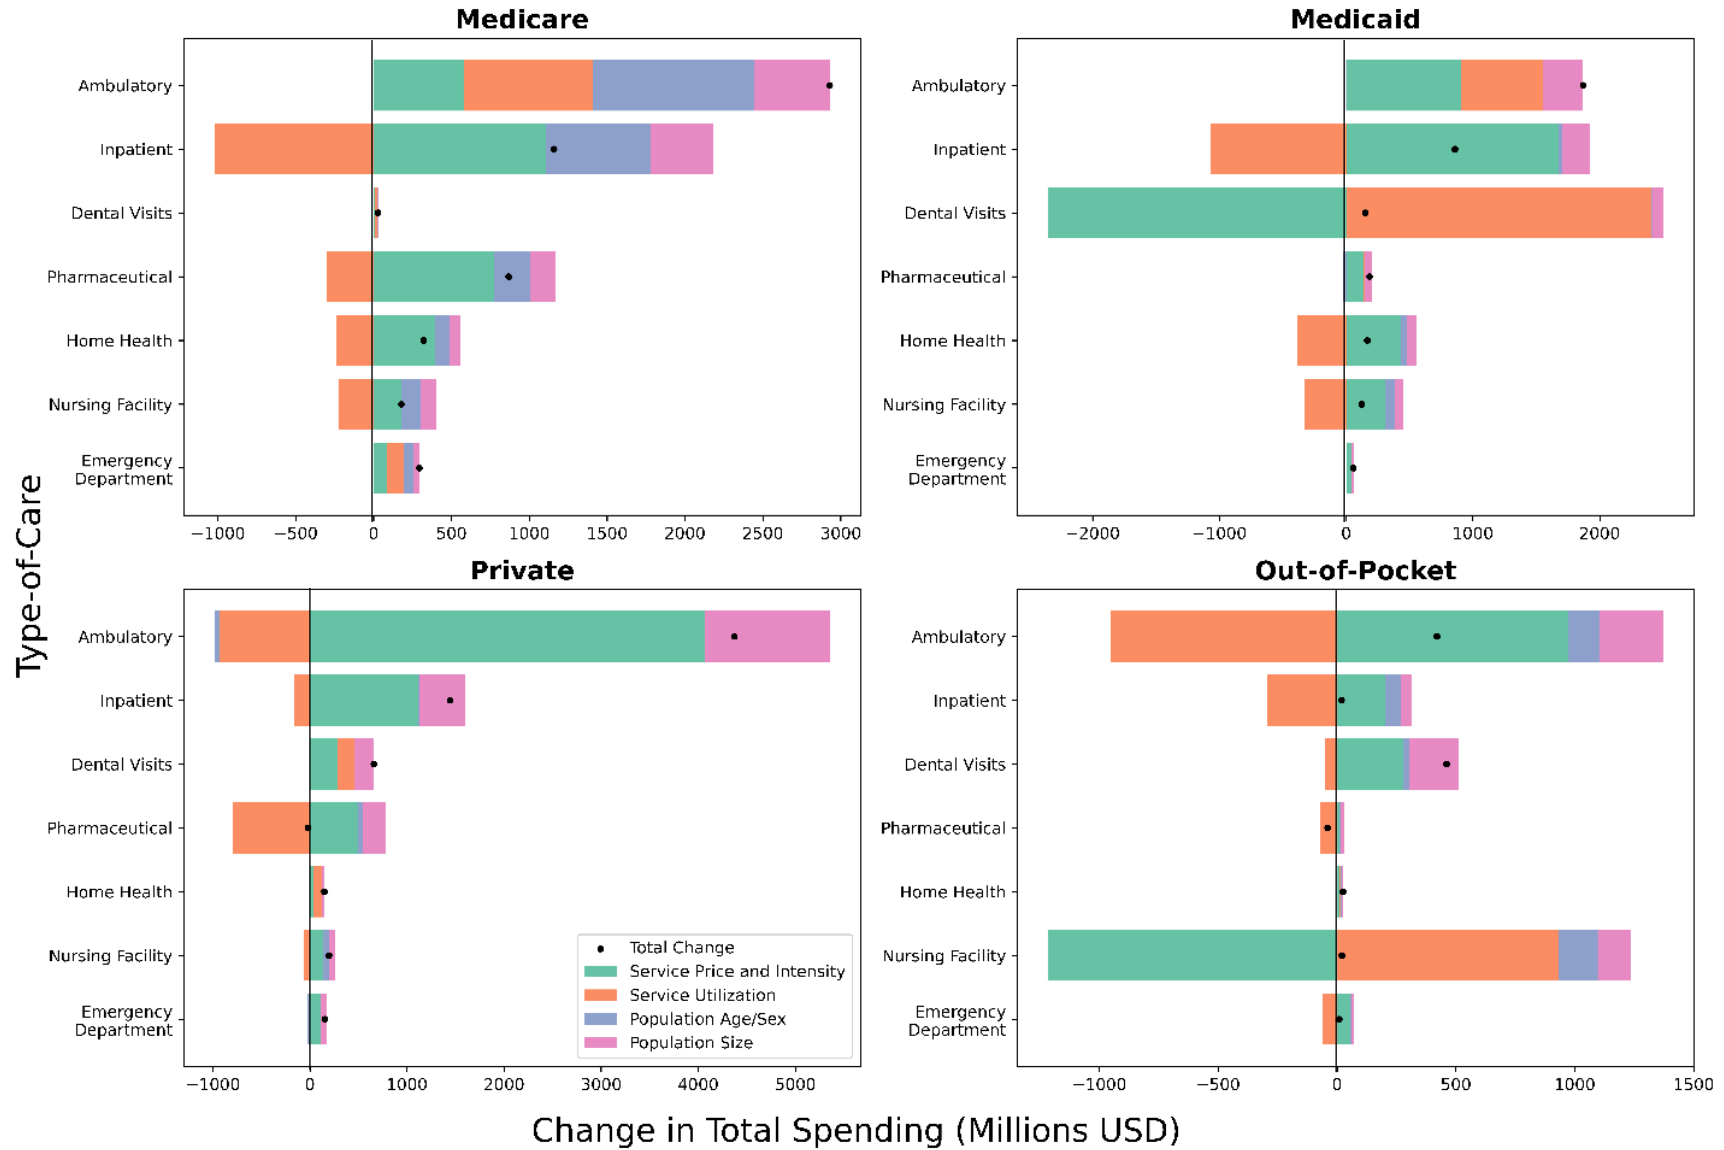 Medicare
Ambulatory
Inpatient
Dental Visits
Pharmaceutical
Home Health
Nursing Facility
Emergency
Department
−1000 −500 0 500 1000 1500 2000 2500 3000
Medicaid
Ambulatory
Inpatient
Dental Visits
Pharmaceutical
Home Health
Nursing Facility
Emergency
Department
−2000 −1000 0 1000 2000
Type-of-Care
Private
Ambulatory
Inpatient
Dental Visits
Pharmaceutical
Home Health
Nursing Facility
Emergency
Department
−1000 0 1000 2000 3000 4000 5000
Total Change
Service Price and Intensity
Service Utilization
Population Age/Sex
Population Size
Out-of-Pocket
Ambulatory
Inpatient
Dental Visits
Pharmaceutical
Home Health
Nursing Facility
Emergency
Department
−1000 −500 0 500 1000 1500
Change in Total Spending (Millions USD)